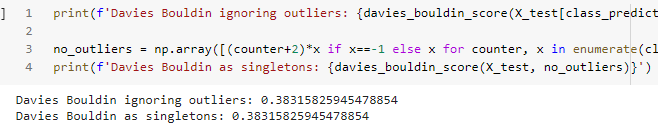 ] 1 print(f'Davies Bouldin ignoring outliers: {davies_bouldin_score(X_test[class_predict
2
3 no_outliers = np.array([(counter+2)*x if x==-1 else x for counter, x in enumerate(cl
4 print(f'Davies Bouldin as singletons: {davies_bouldin_score(X_test, no_outliers)}')
Davies Bouldin ignoring outliers: 0.38315825945478854
Davies Bouldin as singletons: 0.38315825945478854